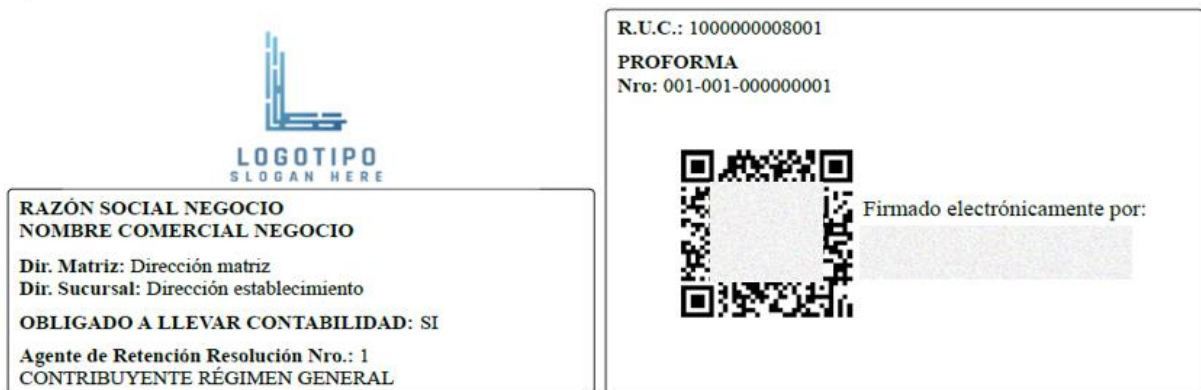 LOGOTIPO
SLOGAN HERE
RAZÓN SOCIAL NEGOCIO
NOMBRE COMERCIAL NEGOCIO
Dir. Matriz: Dirección matriz
Dir. Sucursal: Dirección establecimiento
OBLIGADO A LLEVAR CONTABILIDAD: SI
Agente de Retención Resolución Nro.: 1
CONTRIBUYENTE RÉGIMEN GENERAL
R.U.C.: 1000000008001
PROFORMA
Nro: 001-001-000000001
Firmado electrónicamente por: